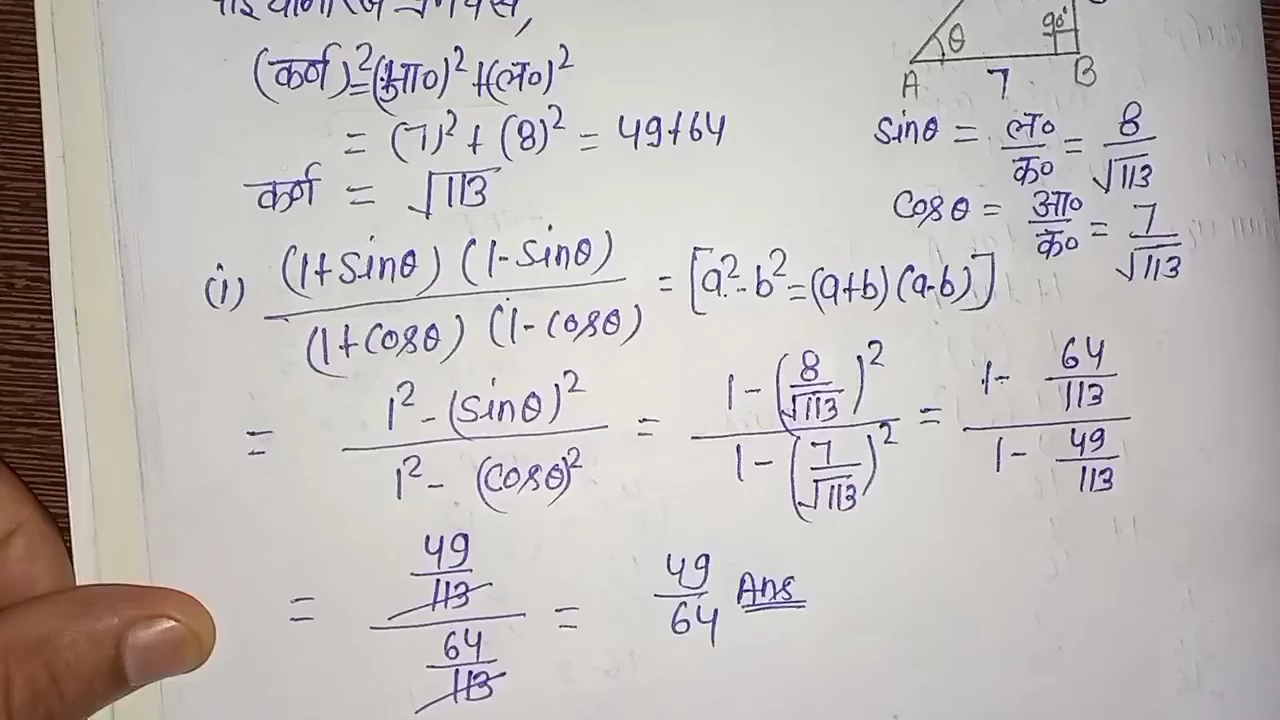 (कर्ण)² = (आ०)² + (ल०)²
= (7)² + (8)² = 49+64
कर्ण = √113
θ 90°
A 7 B
sinθ = ल०/क० = 8/√113
cosθ = आ०/क० = 7/√113
(i) (1+sinθ) (1-sinθ) / (1+cosθ) (1-cosθ) = [a²-b² = (a+b) (a-b)]
= 1² - (sinθ)² / 1² - (cosθ)² = 1 - (8/√113)² / 1 - (7/√113)² = 1 - 64/113 / 1 - 49/113
= 49/113 / 64/113 = 49/64 Ans